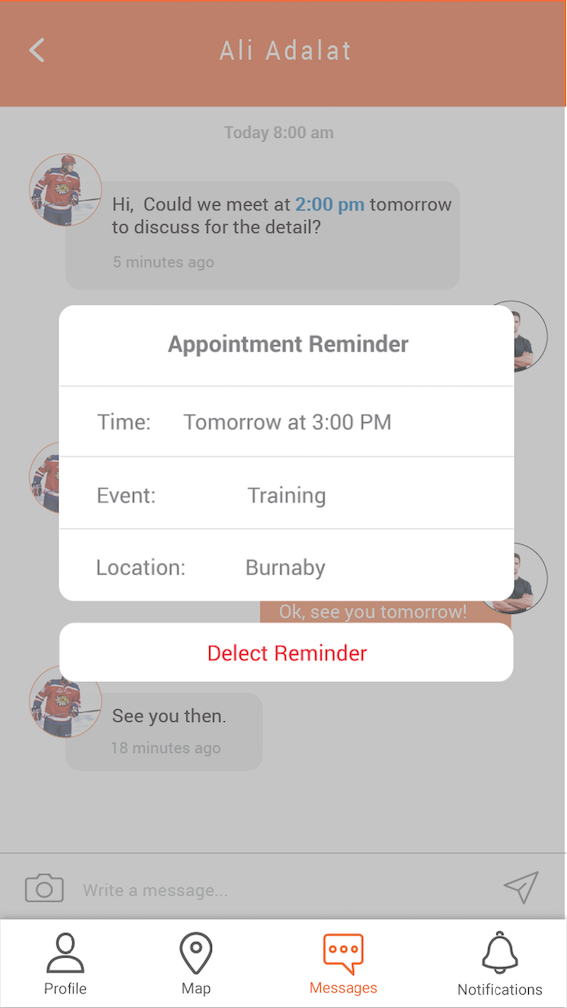 Ali Adalat
Today 8:00 am
Hi, Could we meet at 2:00 pm tomorrow
to discuss for the detail?
5 minutes ago
Appointment Reminder
Time: Tomorrow at 3:00 PM
Event: Training
Location: Burnaby
Ok, see you tomorrow!
Delect Reminder
See you then.
18 minutes ago
Write a message...
Profile
Map
Messages
Notifications